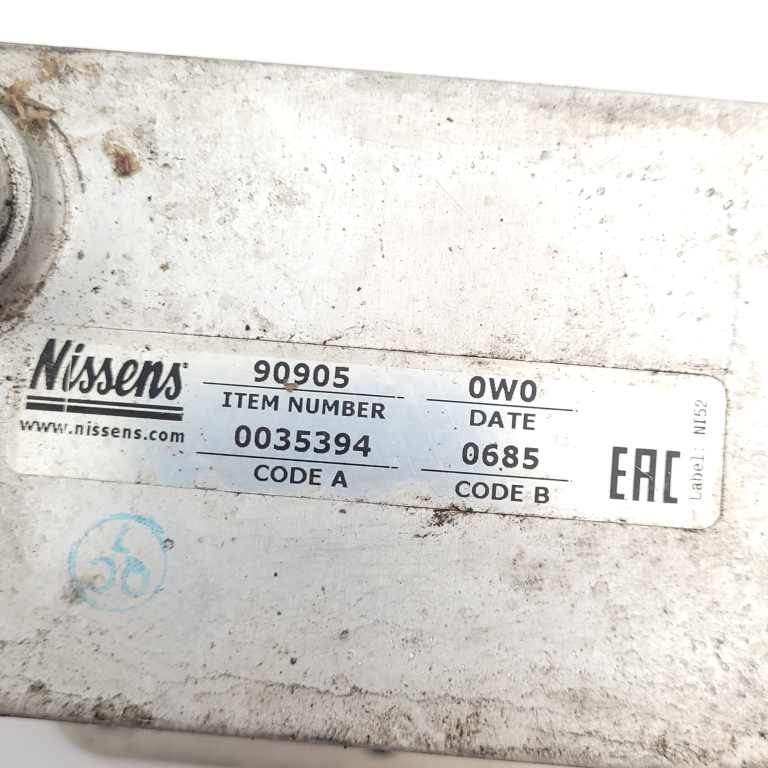 Nissens
www.nissens.com
90905
ITEM NUMBER
0035394
CODE A
0W0
DATE
0685
CODE B
EAC
Label: NI52